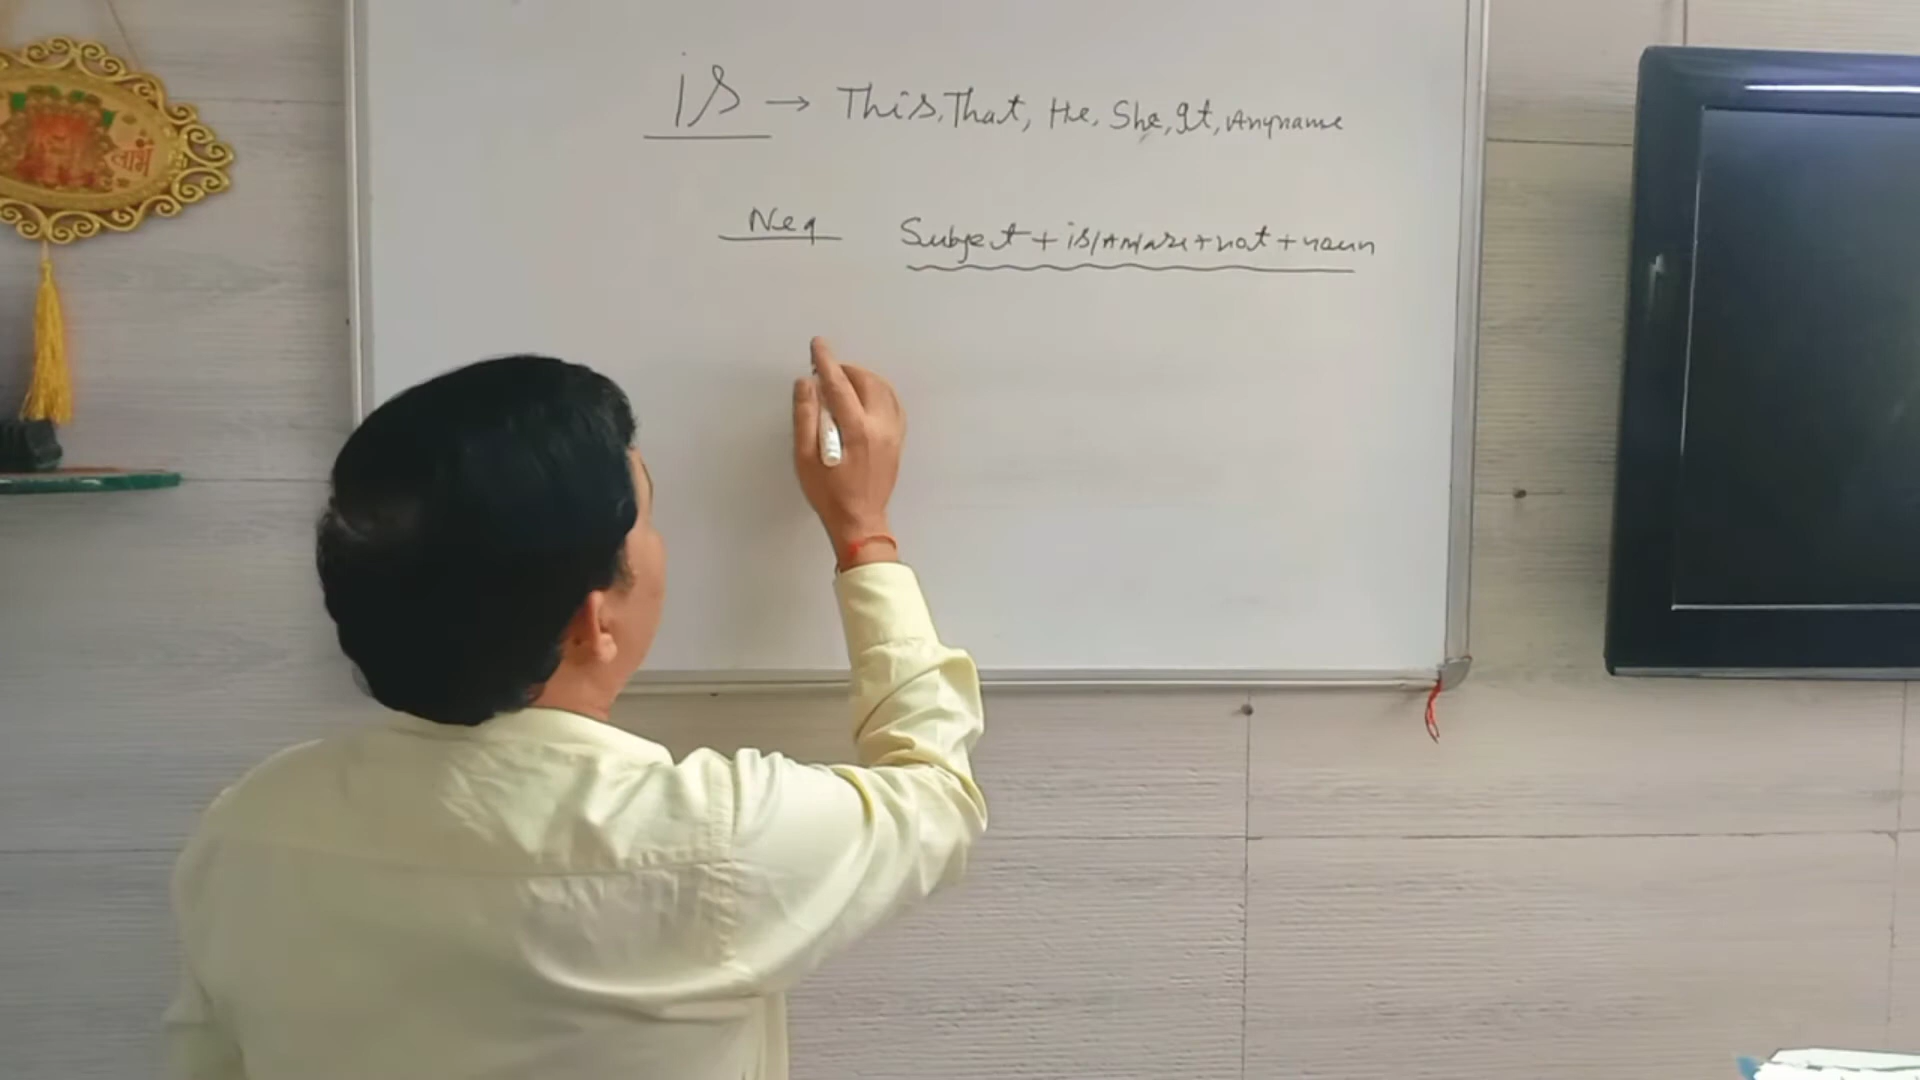 लाभ
is → This, That, He, She, It, Anyname
Neg Subject + is/Am/are + not + noun